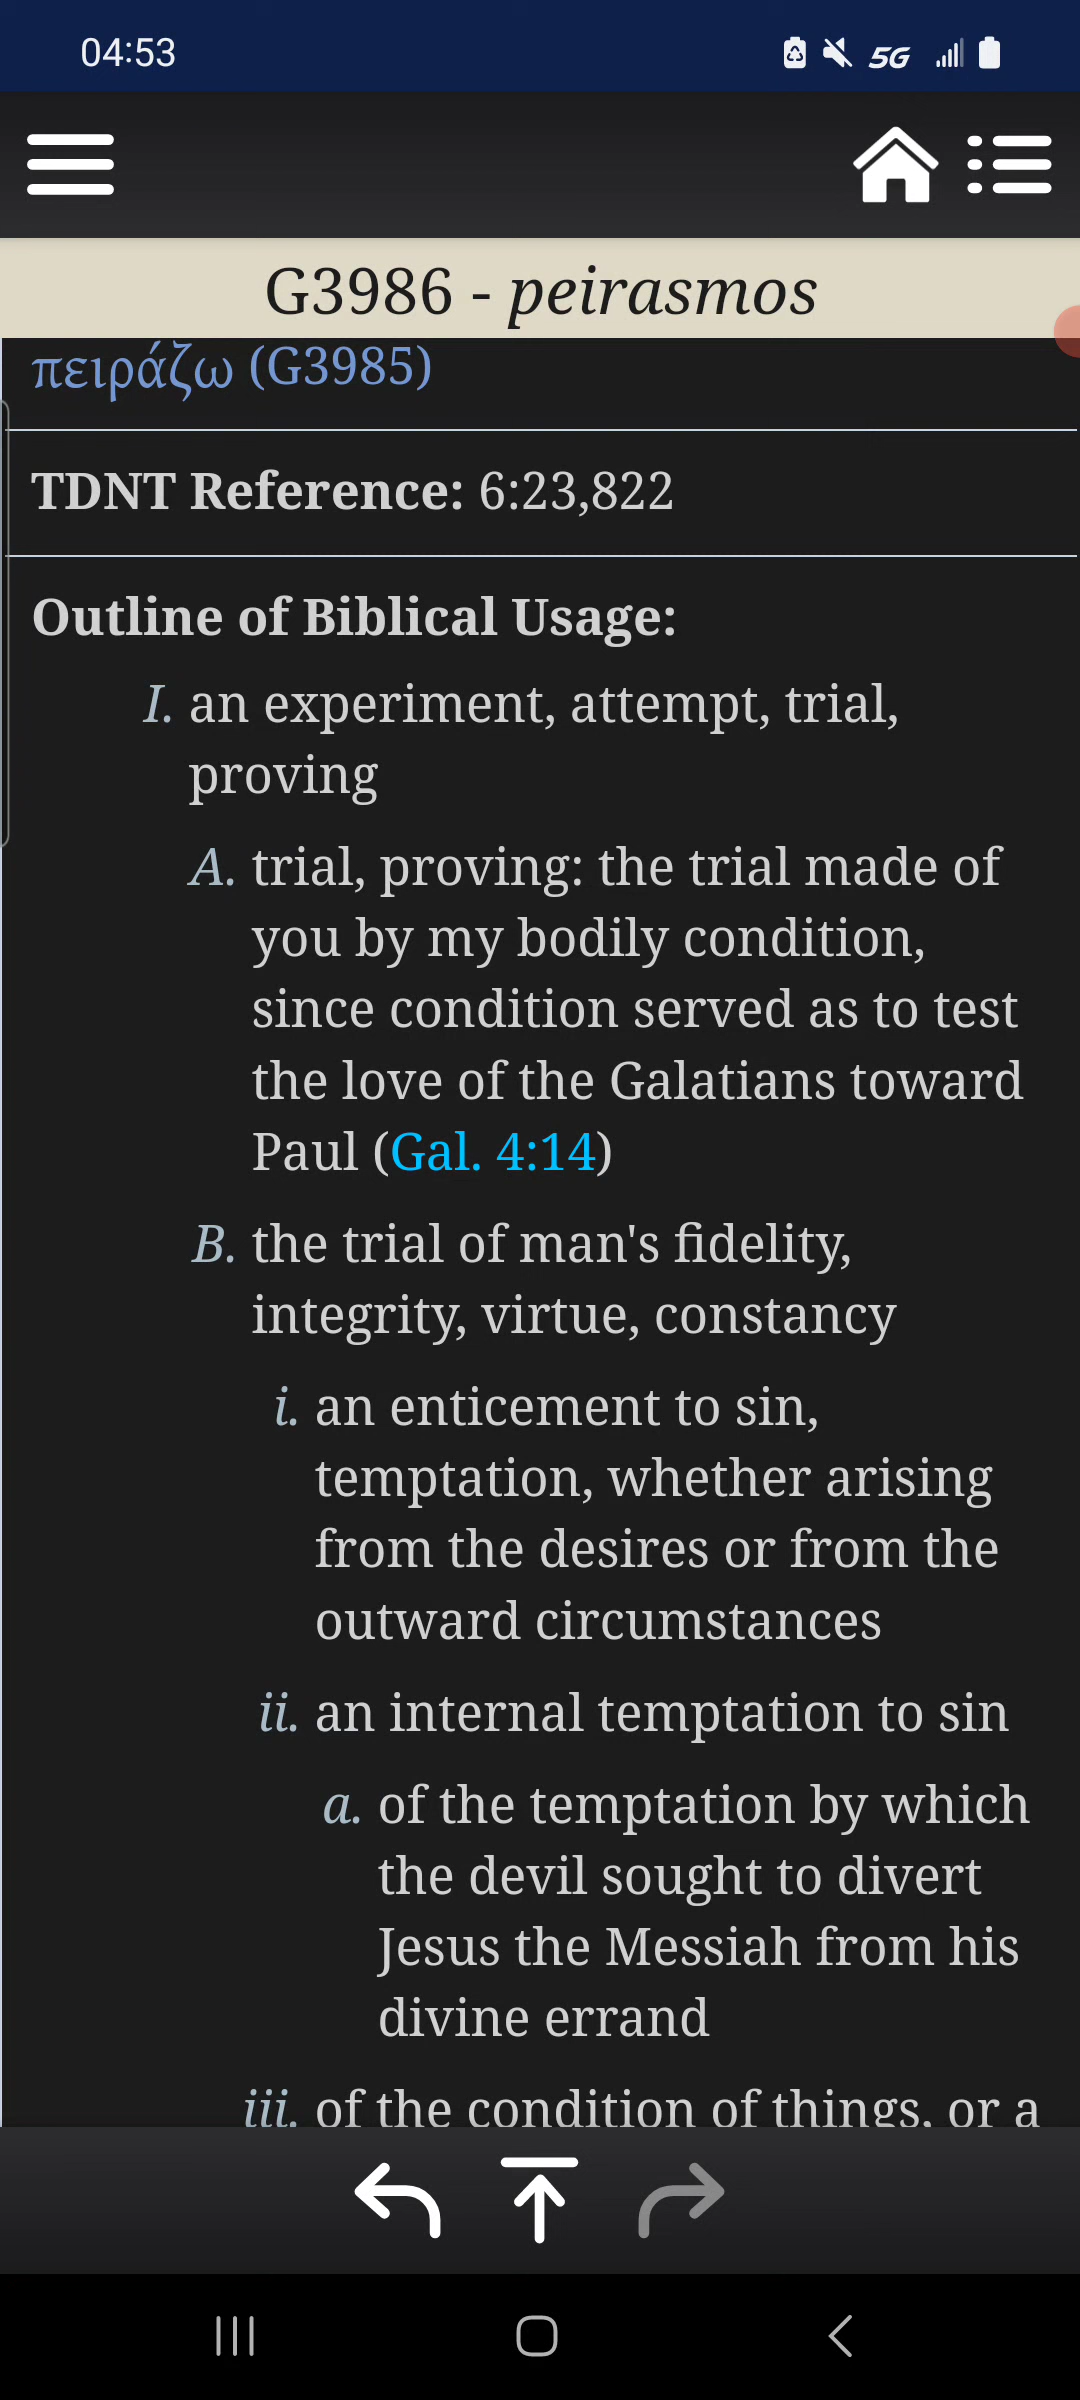 04:53
5G
G3986 - peirasmos
πειράζω (G3985)
TDNT Reference: 6:23,822
Outline of Biblical Usage:
I. an experiment, attempt, trial,
proving
A. trial, proving: the trial made of
you by my bodily condition,
since condition served as to test
the love of the Galatians toward
Paul (Gal. 4:14)
B. the trial of man's fidelity,
integrity, virtue, constancy
i. an enticement to sin,
temptation, whether arising
from the desires or from the
outward circumstances
ii. an internal temptation to sin
a. of the temptation by which
the devil sought to divert
Jesus the Messiah from his
divine errand
iii. of the condition of things, or a